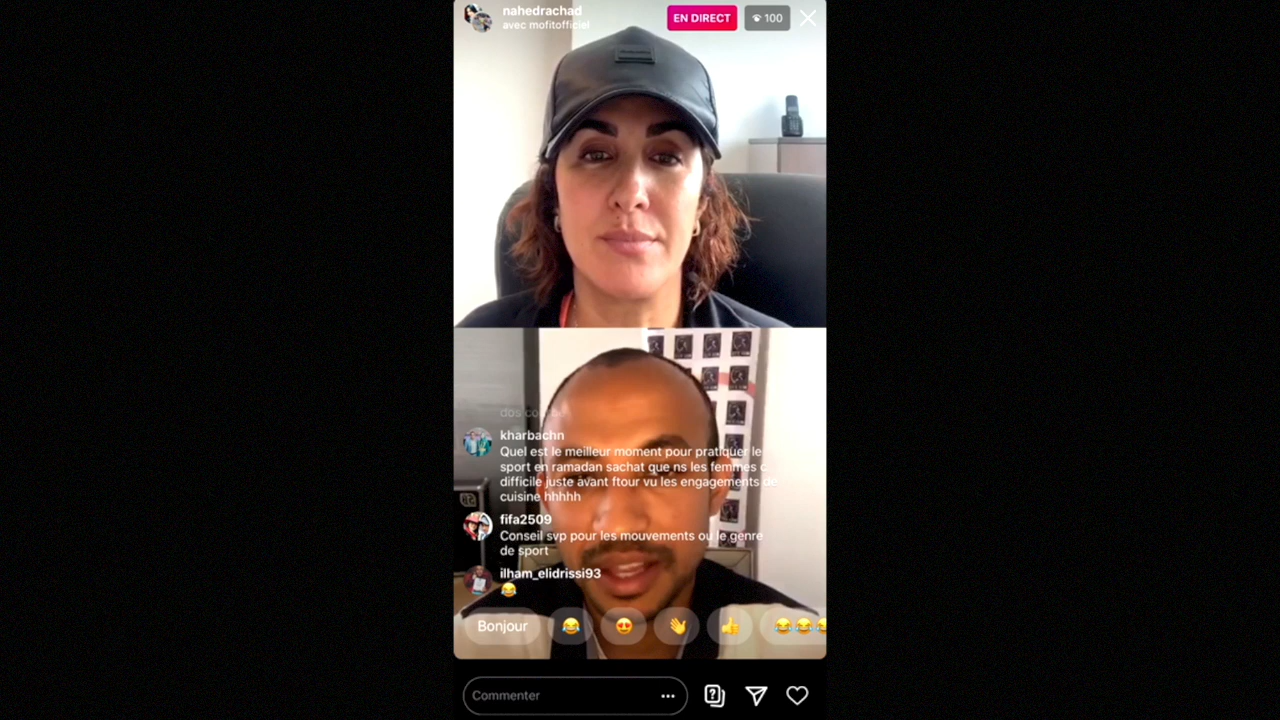 nahedrachad
avec mofitofficiel
EN DIRECT
100
dos
kharbachn
Quel est le meilleur moment pour pratiquer le
sport en ramadan sachat que ns les femmes c
difficile juste avant ftour vu les engagements de
cuisine hhhhh
fifa2509
Conseil svp pour les mouvements ou le genre
de sport
ilham_elidrissi93
😂
Bonjour 😂 😍 👋 👍 😂😂😂
Commenter